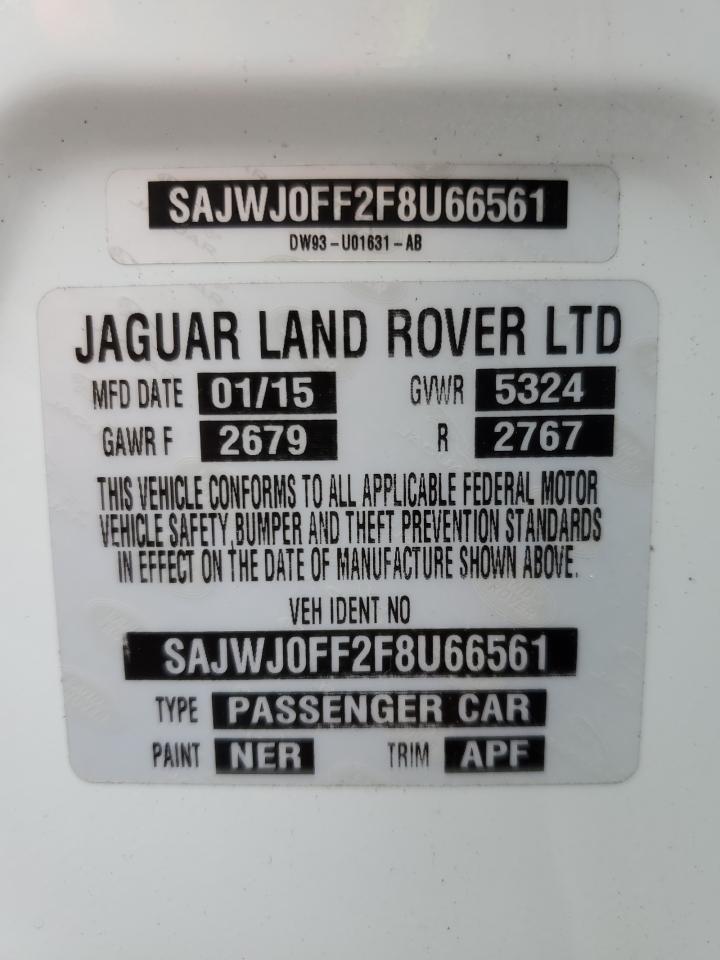 SAJWJ0FF2F8U66561
DW93-U01631-AB
JAGUAR LAND ROVER LTD
MFD DATE 01/15 GVWR 5324
GAWR F 2679 R 2767
THIS VEHICLE CONFORMS TO ALL APPLICABLE FEDERAL MOTOR
VEHICLE SAFETY, BUMPER AND THEFT PREVENTION STANDARDS
IN EFFECT ON THE DATE OF MANUFACTURE SHOWN ABOVE.
VEH IDENT NO
SAJWJ0FF2F8U66561
TYPE PASSENGER CAR
PAINT NER TRIM APF